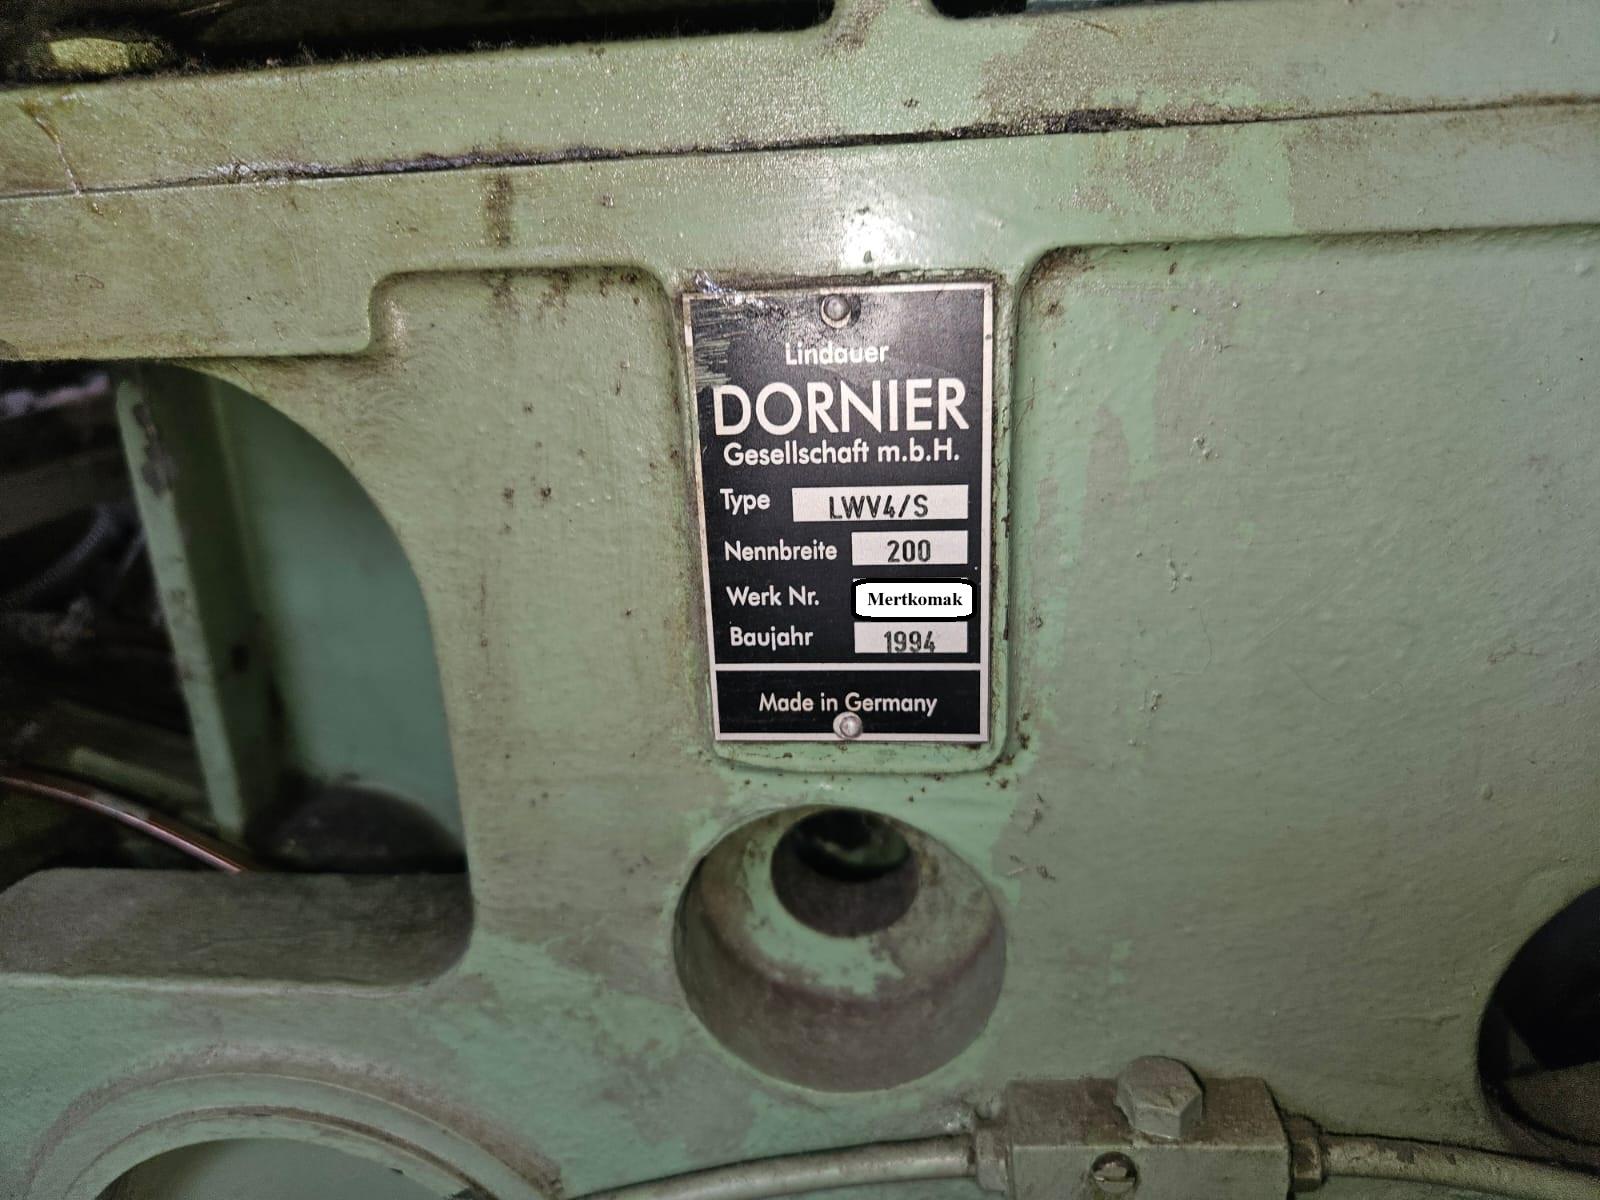 Lindauer
DORNIER
Gesellschaft m.b.H.
Type LWV4/S
Nennbreite 200
Werk Nr. Mertkomak
Baujahr 1994
Made in Germany